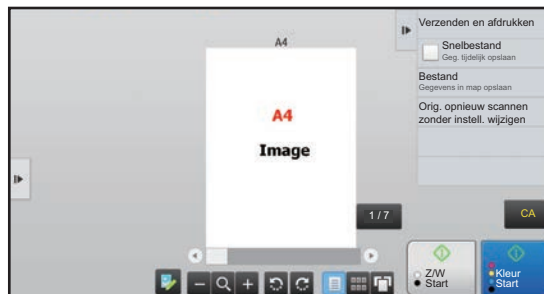 A4
A4
Image
1 / 7
Verzenden en afdrukken
Snelbestand
Geg. tijdelijk opslaan
Bestand
Gegevens in map opslaan
Orig. opnieuw scannen
zonder instell. wijzigen
CA
Z/W
Start
Kleur
Start